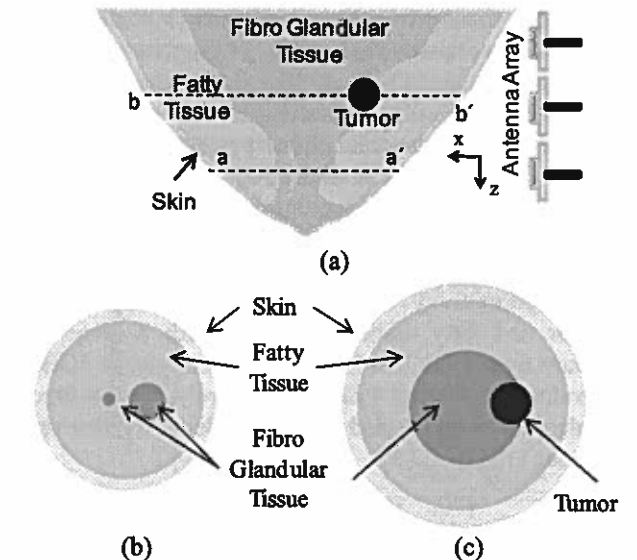 Fibro Glandular
Tissue
Fatty
Tissue
b
b´
Tumor
a
a´
Skin
x
z
Antenna Array
(a)
Skin
Fatty
Tissue
Fibro
Glandular
Tissue
Tumor
(b)
(c)